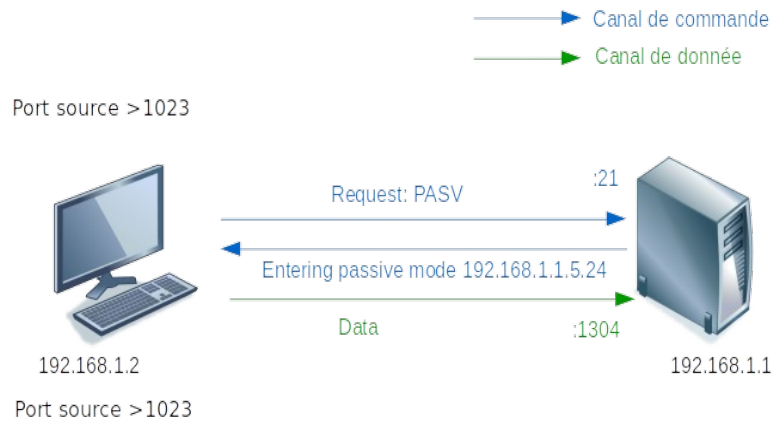 Canal de commande
Canal de donnée
Port source >1023
:21
Request: PASV
Entering passive mode 192.168.1.1.5.24
Data
:1304
192.168.1.2
192.168.1.1
Port source >1023